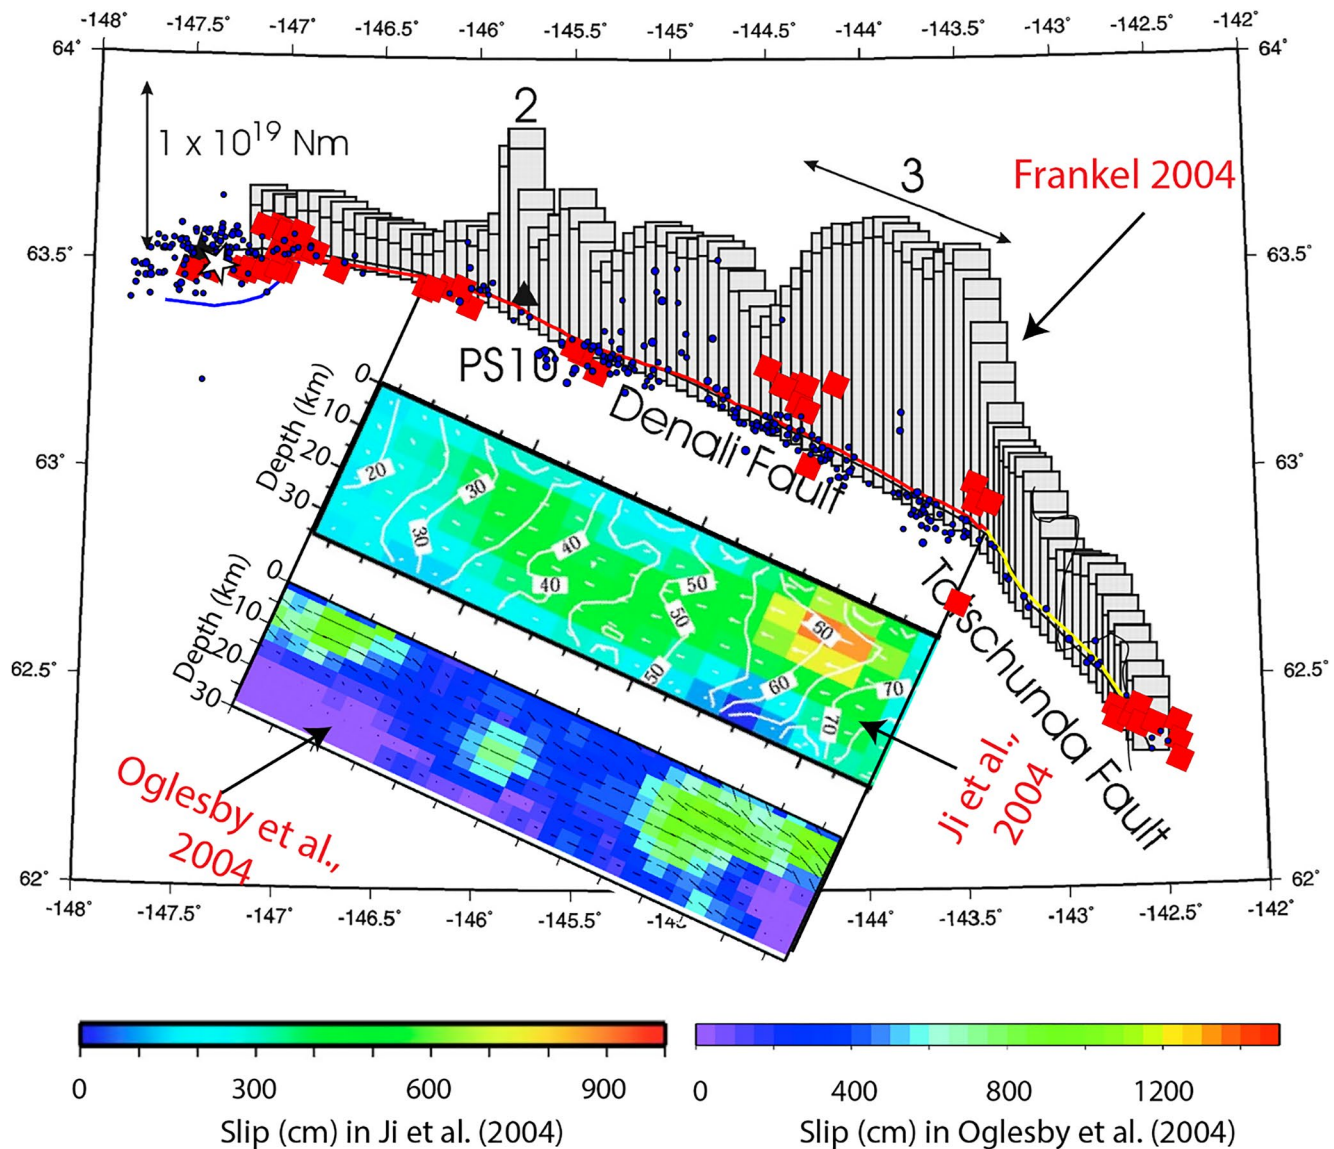 -148° -147.5° -147° -146.5° -146° -145.5° -145° -144.5° -144° -143.5° -143° -142.5° -142°
64° 64°
2
1 x 10¹⁹ Nm
3
Frankel 2004
63.5° 63.5°
PS10
Denali Fault
Depth (km)
0
10
20
30
20
30
30
40
40
50
50
50
60
60
70
70
63° 63°
Totschunda Fault
Depth (km)
0
10
20
30
62.5° 62.5°
Oglesby et al.,
2004
Ji et al.,
2004
62° 62°
-148° -147.5° -147° -146.5° -146° -145.5° -144° -143.5° -143° -142.5° -142°
0 300 600 900
Slip (cm) in Ji et al. (2004)
0 400 800 1200
Slip (cm) in Oglesby et al. (2004)